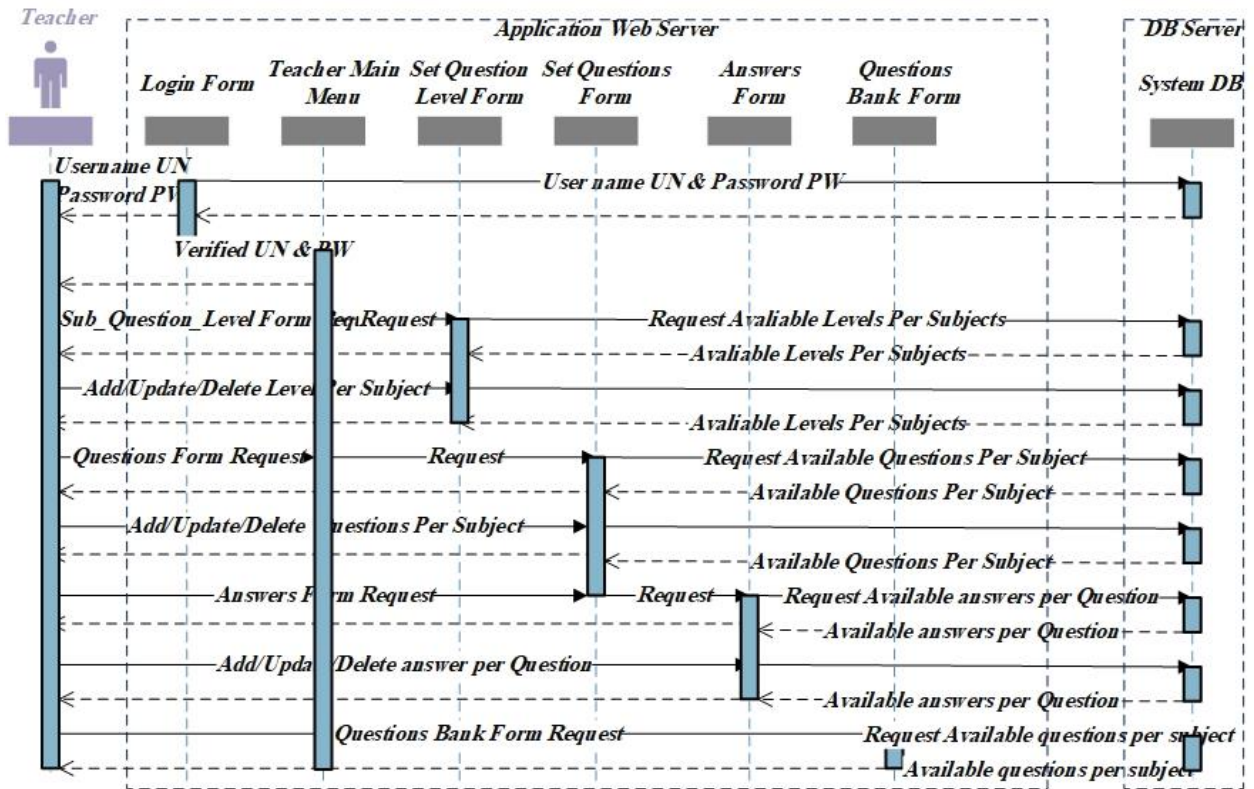 Teacher
Application Web Server
DB Server
Login Form
Teacher Main
Menu
Set Question
Level Form
Set Questions
Form
Answers
Form
Questions
Bank Form
System DB
Username UN
Password PW
User name UN & Password PW
Verified UN & PW
Sub_Question_Level Form Req
Request
Request Avaliable Levels Per Subjects
Avaliable Levels Per Subjects
Add/Update/Delete Level Per Subject
Avaliable Levels Per Subjects
Questions Form Request
Request
Request Available Questions Per Subject
Available Questions Per Subject
Add/Update/Delete Questions Per Subject
Available Questions Per Subject
Answers Form Request
Request
Request Available answers per Question
Available answers per Question
Add/Update/Delete answer per Question
Available answers per Question
Questions Bank Form Request
Request Available questions per subject
Available questions per subject